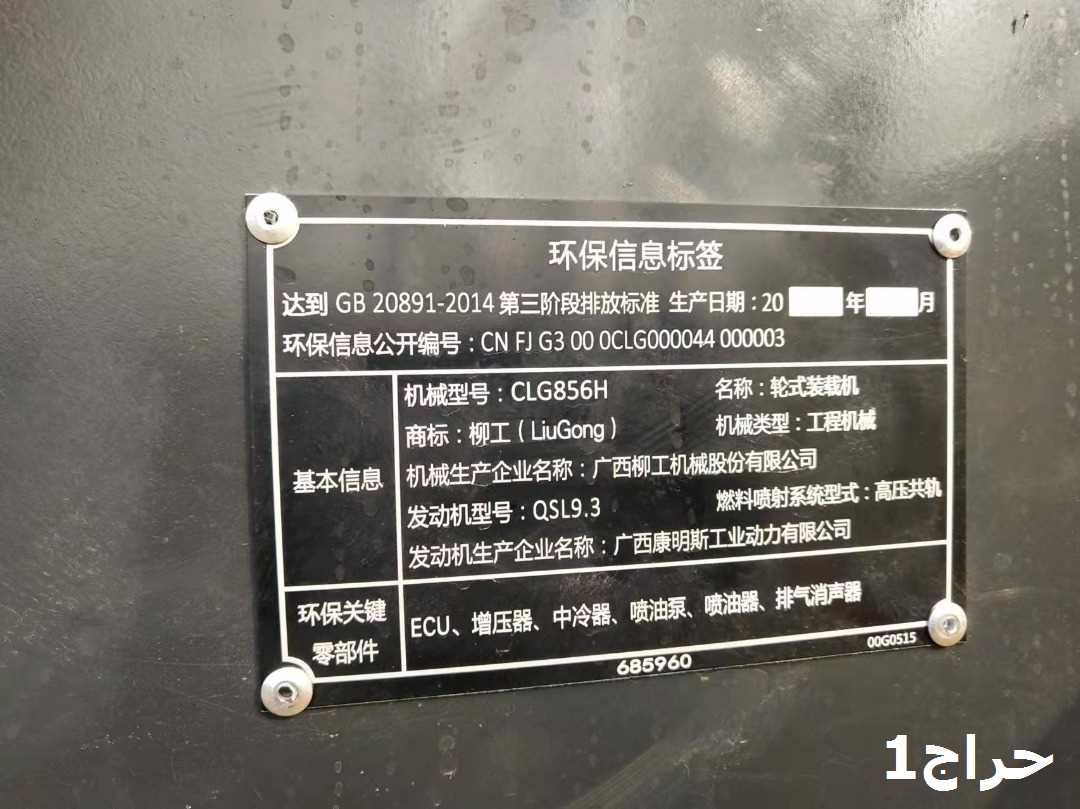 环保信息标签
达到 GB 20891-2014 第三阶段排放标准 生产日期：20 年 月
环保信息公开编号：CN FJ G3 00 0CLG000044 000003
基本信息
机械型号：CLG856H 名称：轮式装载机
商标：柳工（LiuGong） 机械类型：工程机械
机械生产企业名称：广西柳工机械股份有限公司
发动机型号：QSL9.3 燃料喷射系统型式：高压共轨
发动机生产企业名称：广西康明斯工业动力有限公司
环保关键
零部件
ECU、增压器、中冷器、喷油泵、喷油器、排气消声器
685960
00G0515
حراج1